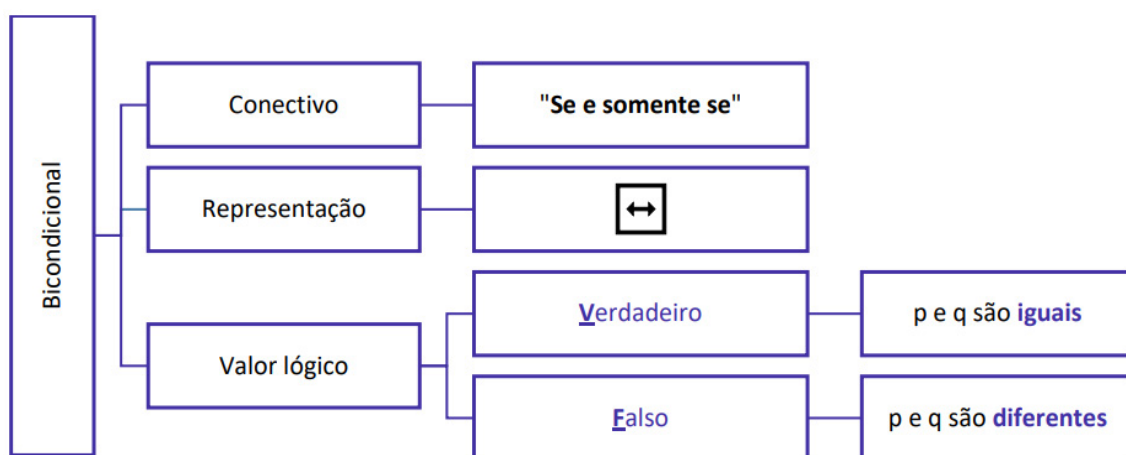 Bicondicional
Conectivo
"Se e somente se"
Representação
↔
Valor lógico
Verdadeiro
p e q são iguais
Falso
p e q são diferentes